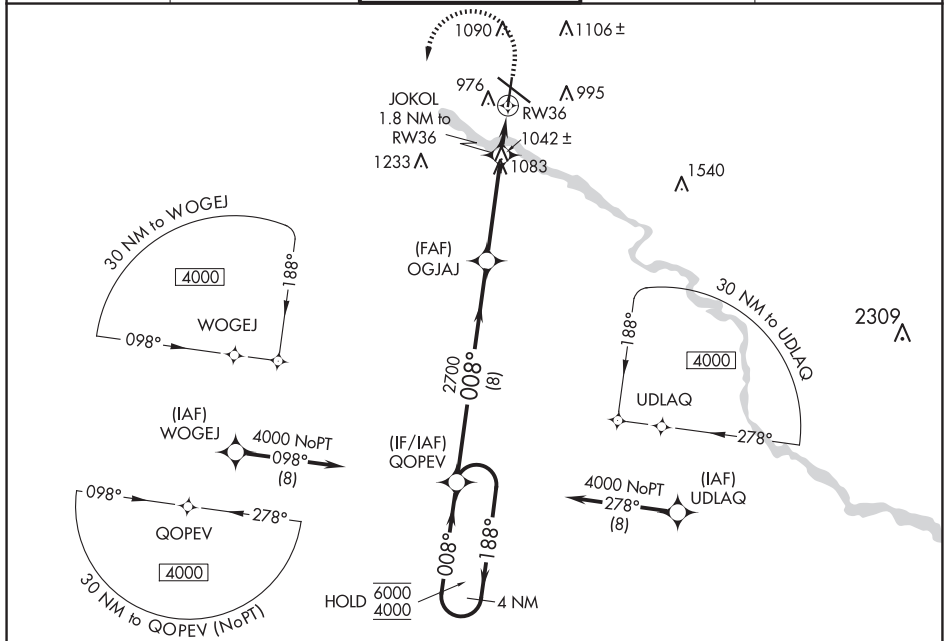 1090
1106 ±
976
995
JOKOL
1.8 NM to
RW36
RW36
1042 ±
1233
1083
1540
30 NM to WOGEJ
4000
188°
WOGEJ
098°
(FAF)
OGJAJ
30 NM to UDLAQ
188°
4000
UDLAQ
278°
2309
2700
008°
(8)
(IAF)
WOGEJ
4000 NoPT
098°
(8)
(IF/IAF)
QOPEV
4000 NoPT
278°
(8)
(IAF)
UDLAQ
098°
278°
QOPEV
4000
30 NM to QOPEV (NoPT)
008°
188°
HOLD
6000
4000
4 NM